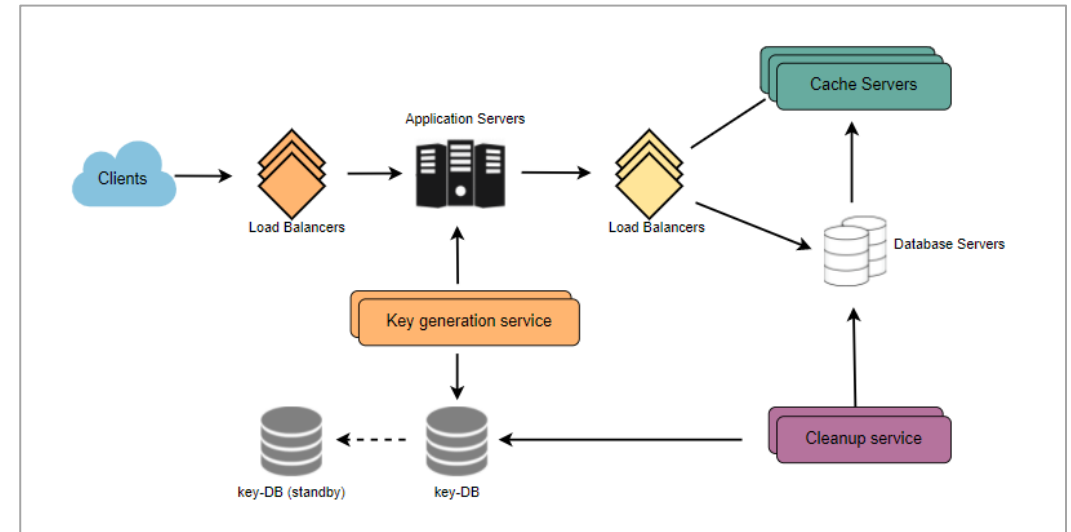 Cache Servers
Application Servers
Clients
Load Balancers
Load Balancers
Database Servers
Key generation service
Cleanup service
key-DB (standby)
key-DB